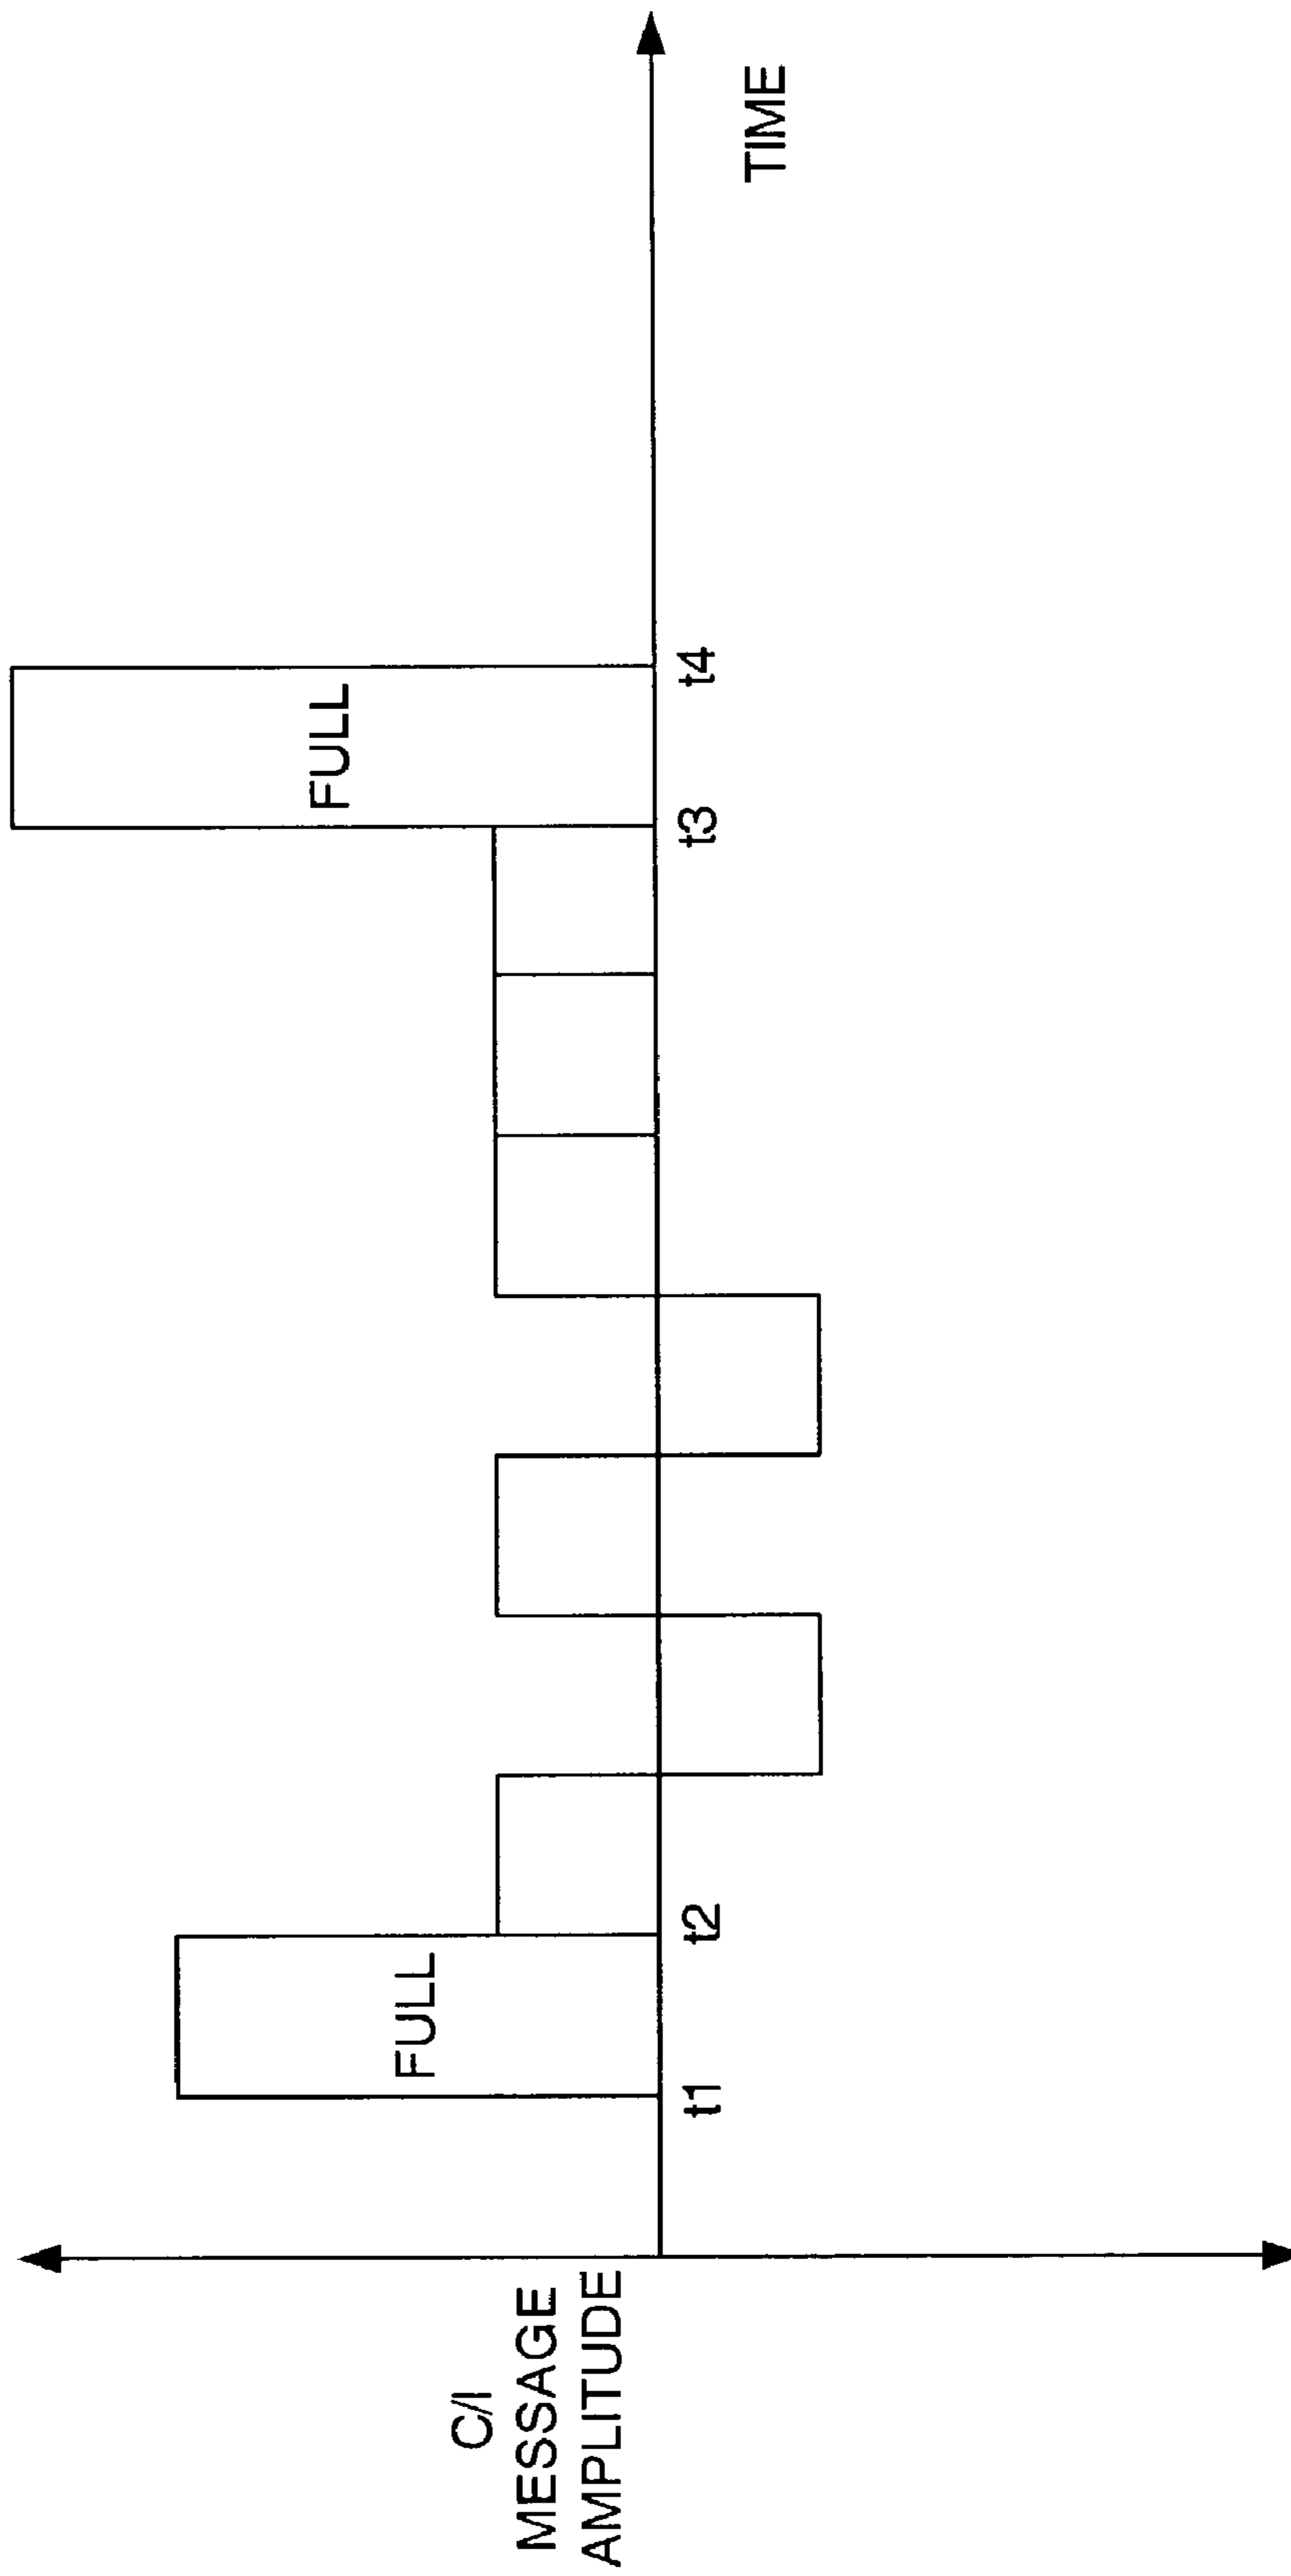 C/I
MESSAGE
AMPLITUDE
FULL
FULL
t1
t2
t3
t4
TIME